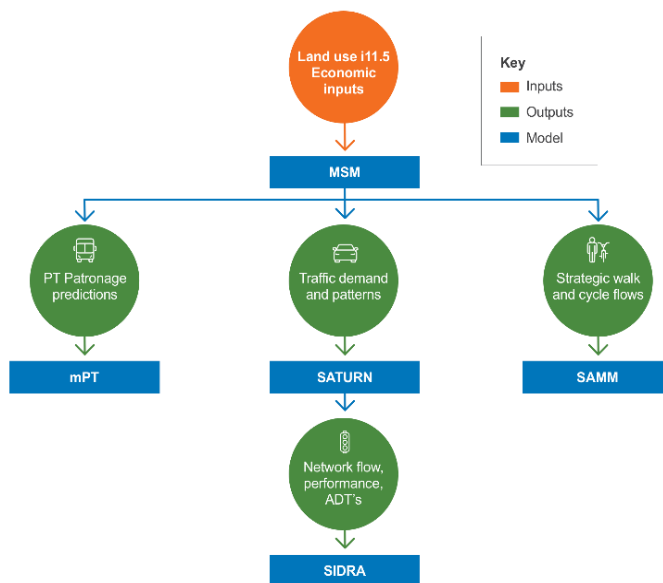 Land use i11.5
Economic
inputs
Key
Inputs
Outputs
Model
MSM
PT Patronage
predictions
Traffic demand
and patterns
Strategic walk
and cycle flows
mPT
SATURN
SAMM
Network flow,
performance,
ADT's
SIDRA